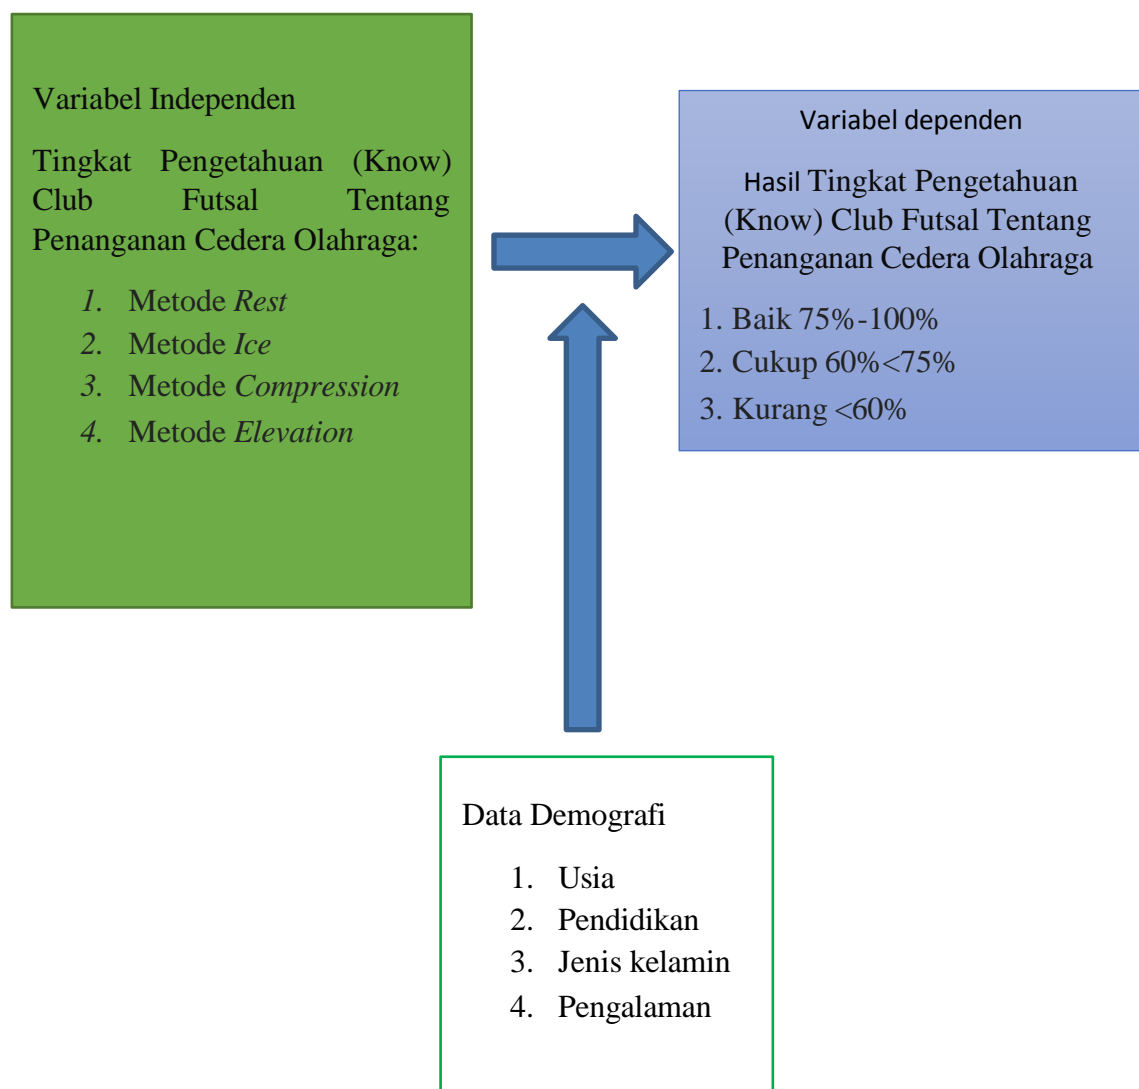 Variabel Independen
Tingkat Pengetahuan (Know)
Club Futsal Tentang
Penanganan Cedera Olahraga:
1. Metode Rest
2. Metode Ice
3. Metode Compression
4. Metode Elevation
Variabel dependen
Hasil Tingkat Pengetahuan
(Know) Club Futsal Tentang
Penanganan Cedera Olahraga
1. Baik 75%-100%
2. Cukup 60%<75%
3. Kurang <60%
Data Demografi
1. Usia
2. Pendidikan
3. Jenis kelamin
4. Pengalaman